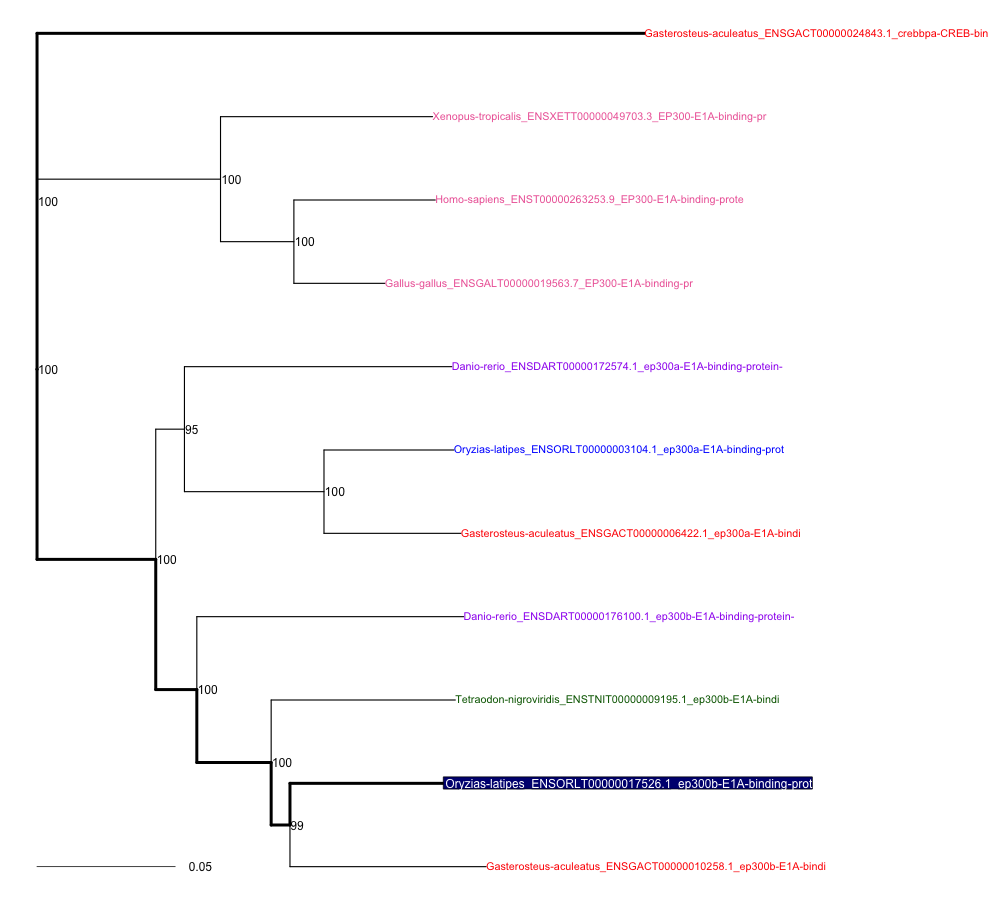 Gasterosteus-aculeatus_ENSGACT00000024843.1_crebbpa-CREB-bin
Xenopus-tropicalis_ENSXETT00000049703.3_EP300-E1A-binding-pr
100
Homo-sapiens_ENST00000263253.9_EP300-E1A-binding-prote
100
100
Gallus-gallus_ENSGALT00000019563.7_EP300-E1A-binding-pr
Danio-rerio_ENSDART00000172574.1_ep300a-E1A-binding-protein-
100
95
Oryzias-latipes_ENSORLT00000003104.1_ep300a-E1A-binding-prot
100
Gasterosteus-aculeatus_ENSGACT00000006422.1_ep300a-E1A-bindi
100
Danio-rerio_ENSDART00000176100.1_ep300b-E1A-binding-protein-
100
Tetraodon-nigroviridis_ENSTNIT00000009195.1_ep300b-E1A-bindi
100
Oryzias-latipes_ENSORLT00000017526.1_ep300b-E1A-binding-prot
99
Gasterosteus-aculeatus_ENSGACT00000010258.1_ep300b-E1A-bindi
0.05